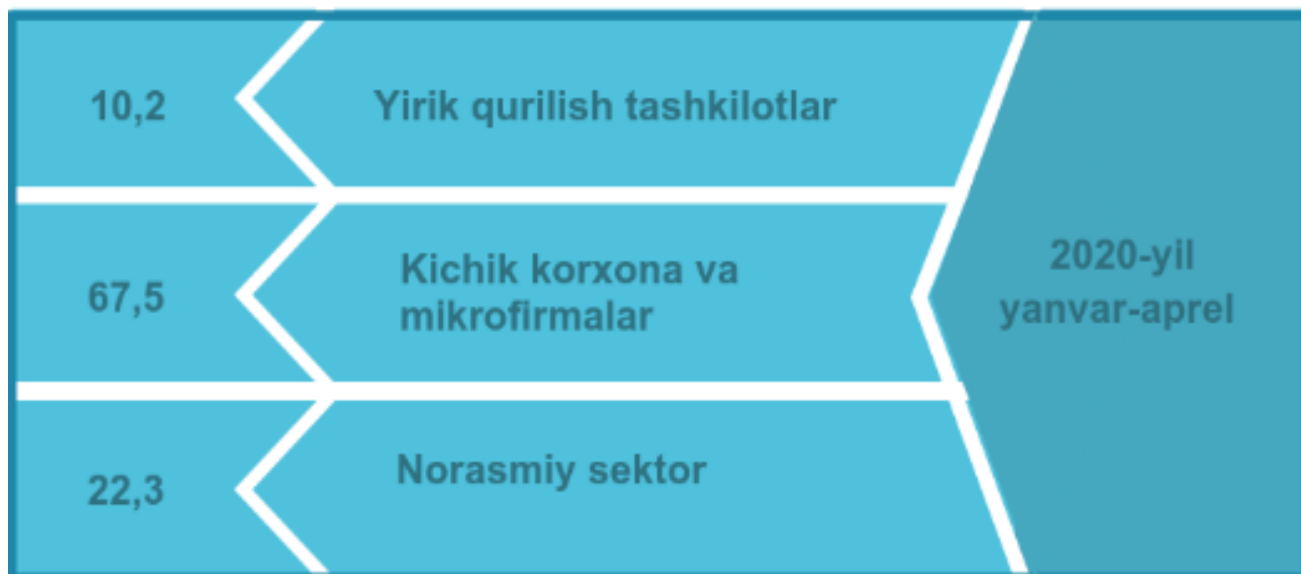 10,2
Yirik qurilish tashkilotlar
67,5
Kichik korxona va
mikrofirmalar
22,3
Norasmiy sektor
2020-yil
yanvar-aprel